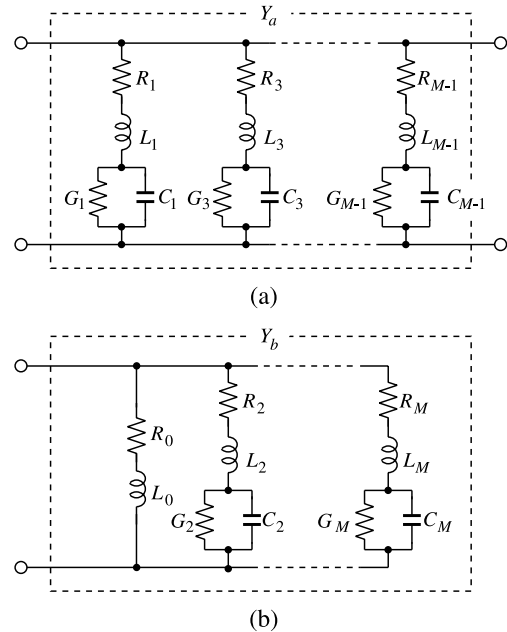 Y_a
R_1 R_3 R_{M-1}
L_1 L_3 L_{M-1}
G_1 C_1 G_3 C_3 G_{M-1} C_{M-1}
(a)
Y_b
R_0 R_2 R_M
L_0 L_2 L_M
G_2 C_2 G_M C_M
(b)